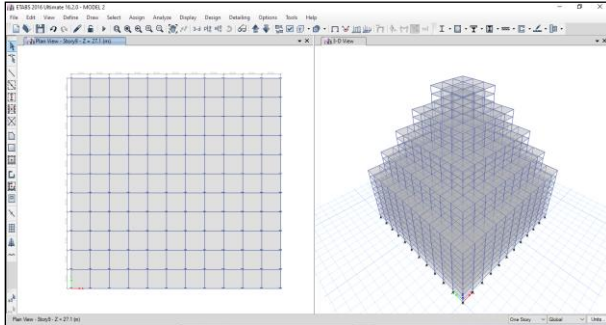 ETABS 2016 Ultimate 16.2.0 - MODEL 2
File Edit View Define Draw Select Assign Analyze Display Design Detailing Options Tools Help
Plan View - Story9 - Z = 27.1 (m)
3-D View
Plan View - Story9 - Z = 27.1 (m)
One Story
Global
Units...